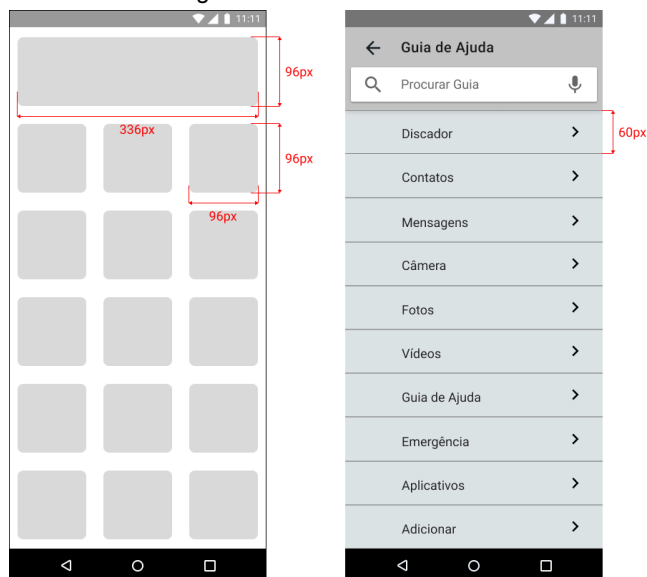 11:11
96px
336px
96px
96px
11:11
Guia de Ajuda
Procurar Guia
60px
Discador
Contatos
Mensagens
Câmera
Fotos
Vídeos
Guia de Ajuda
Emergência
Aplicativos
Adicionar